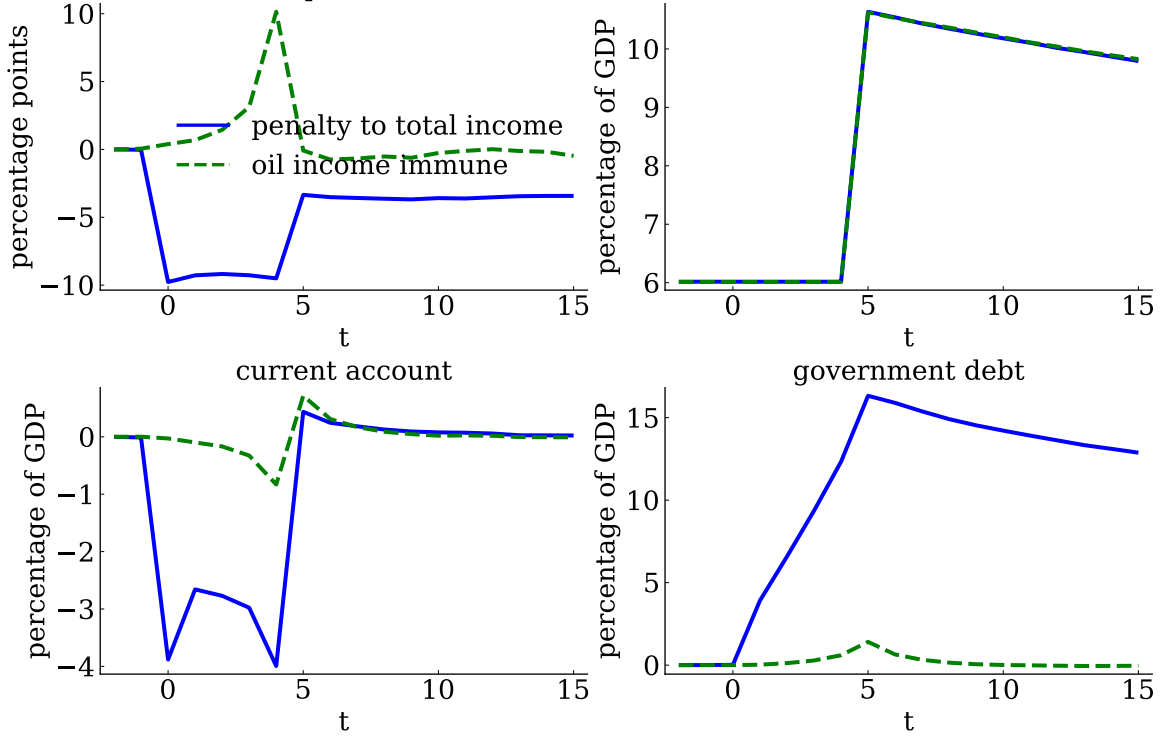 10
5
0
−5
−10
percentage points
penalty to total income
oil income immune
0
5
10
15
t
10
9
8
7
6
percentage of GDP
0
5
10
15
t
current account
0
−1
−2
−3
−4
percentage of GDP
0
5
10
15
t
government debt
15
10
5
0
percentage of GDP
0
5
10
15
t